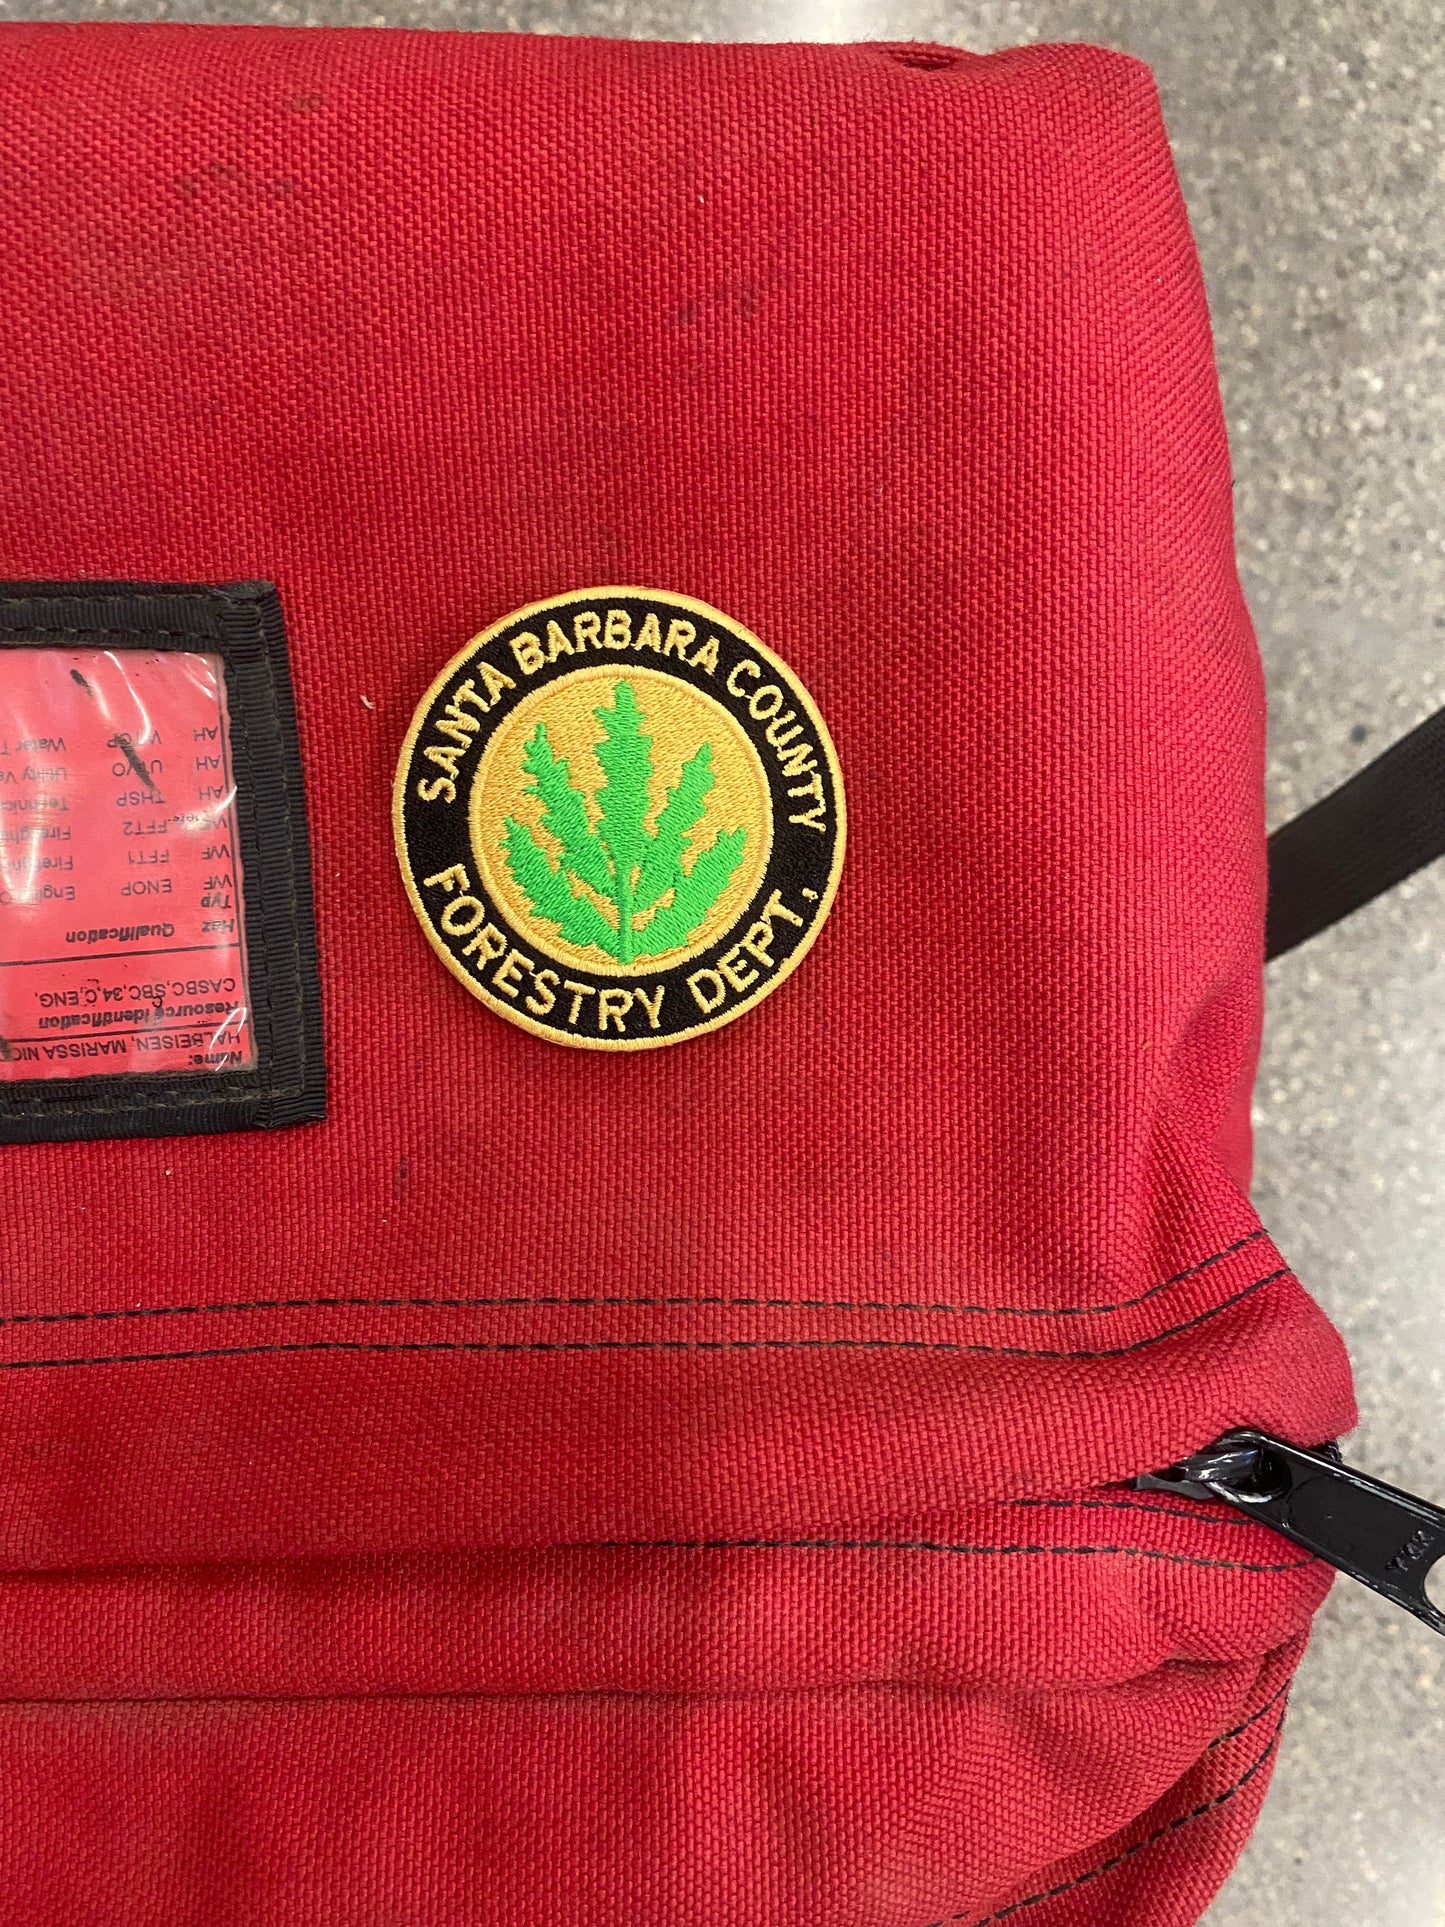 SANTA BARBARA COUNTY
FORESTRY DEPT.
Name:
HALBEISEN, MARISSA
Resource Identification
CASBC,SBC,34,C,ENG,
Haz Qualification
Typ
WF ENOP
WF FFT1
FFT2
AH THSP
AH
AH
YKK